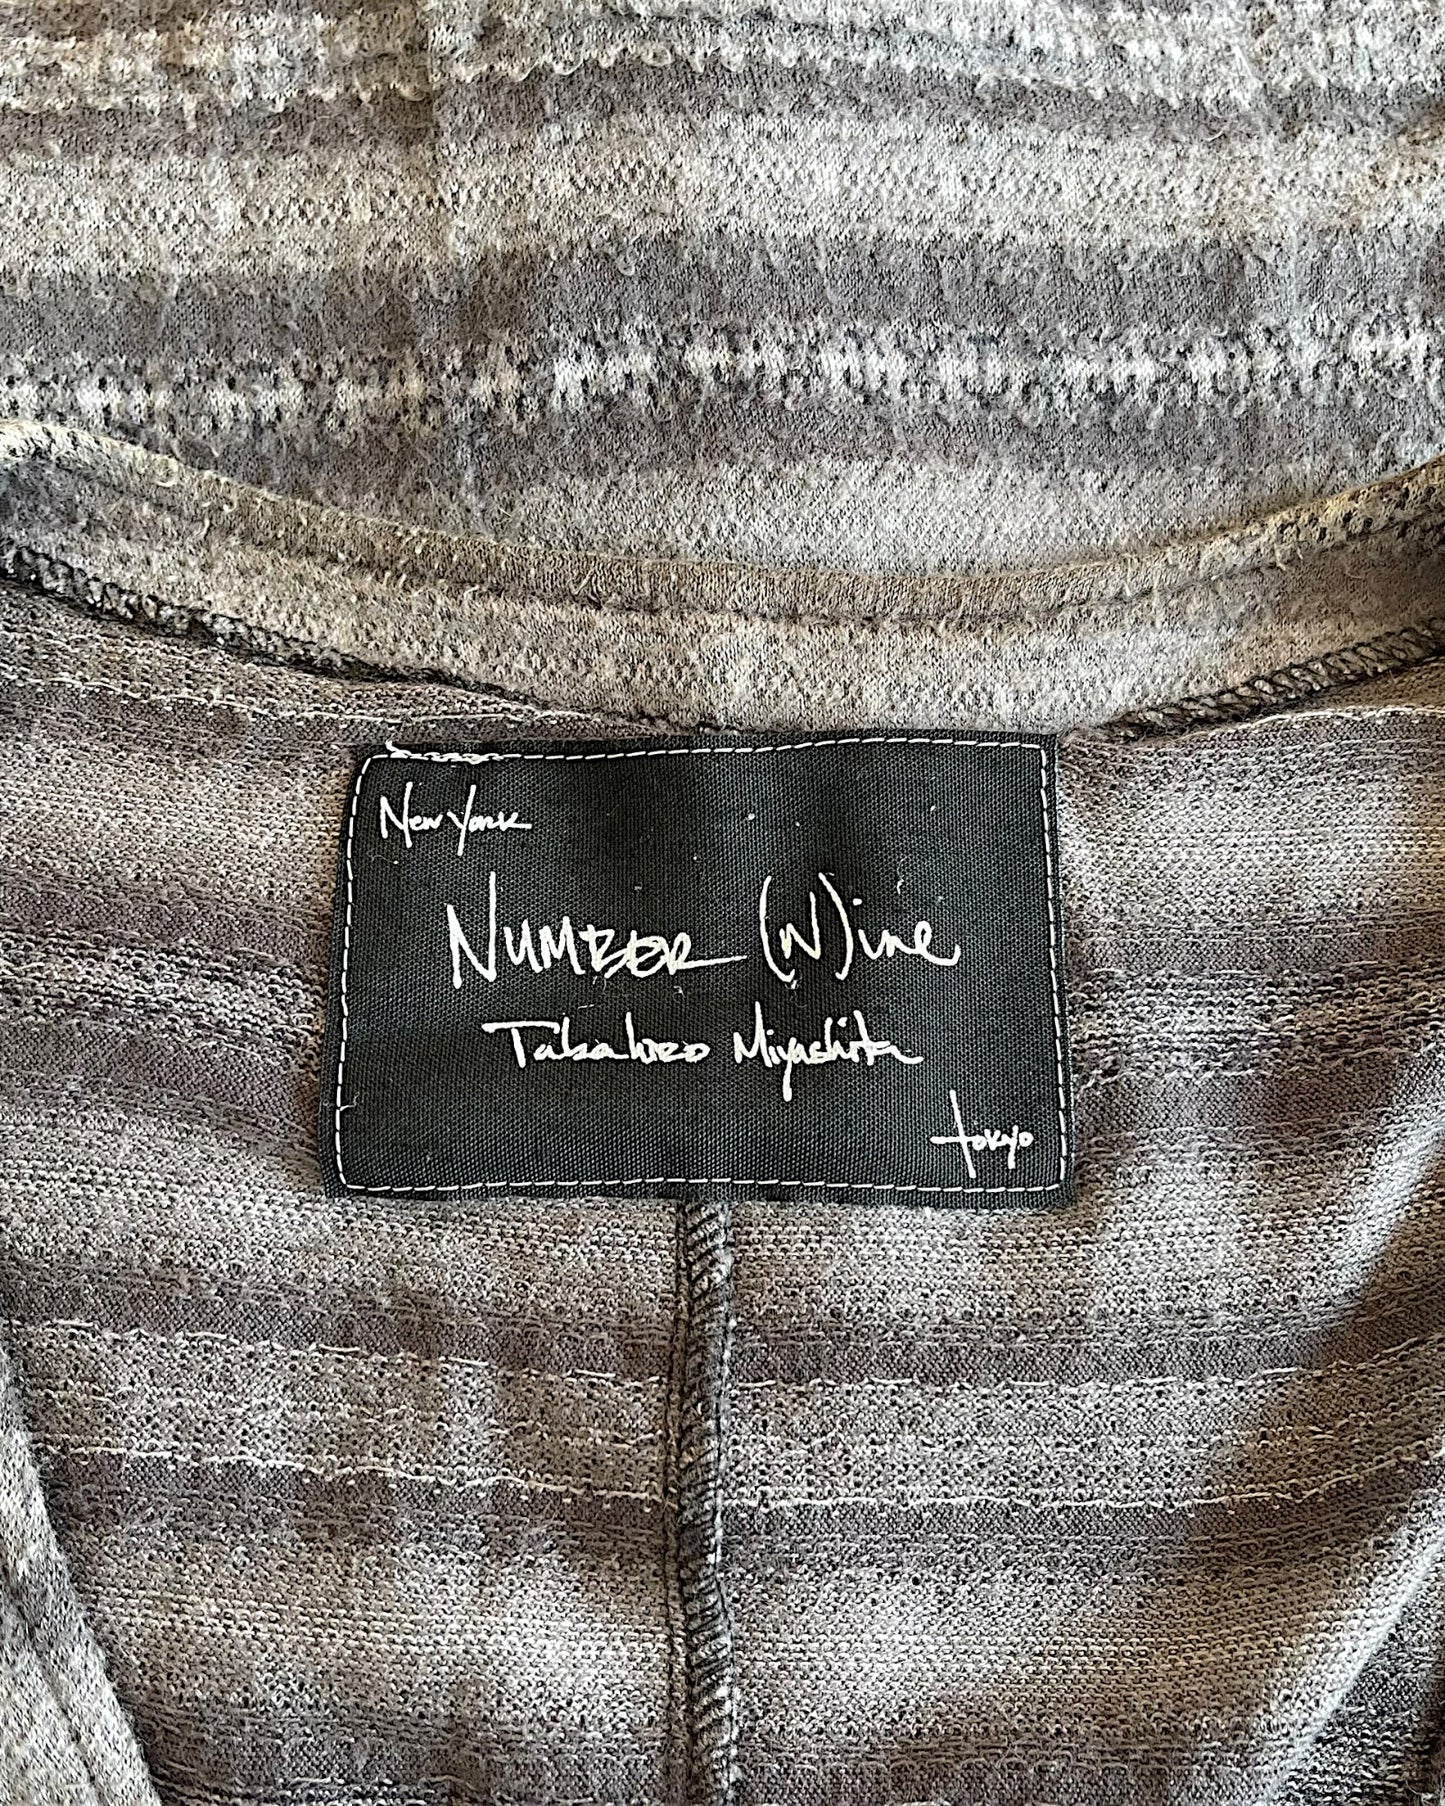 New York
NUMBER (N)ine
Takahiro Miyashita
tokyo